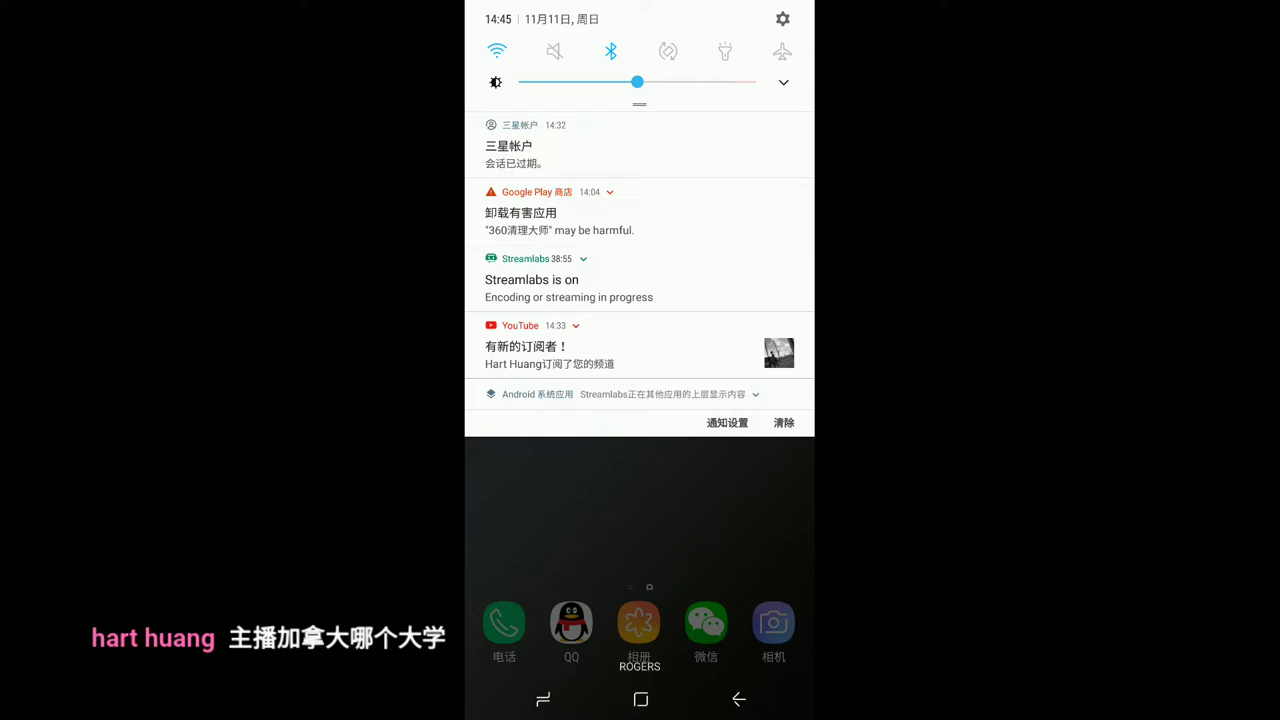 14:45 | 11月11日, 周日
三星帐户 14:32
三星帐户
会话已过期。
Google Play 商店 14:04
卸载有害应用
"360清理大师" may be harmful.
Streamlabs 38:55
Streamlabs is on
Encoding or streaming in progress
YouTube 14:33
有新的订阅者！
Hart Huang订阅了您的频道
Android 系统应用 Streamlabs正在其他应用的上层显示内容
通知设置 清除
hart huang 主播加拿大哪个大学
电话 QQ 相册 微信 相机
ROGERS